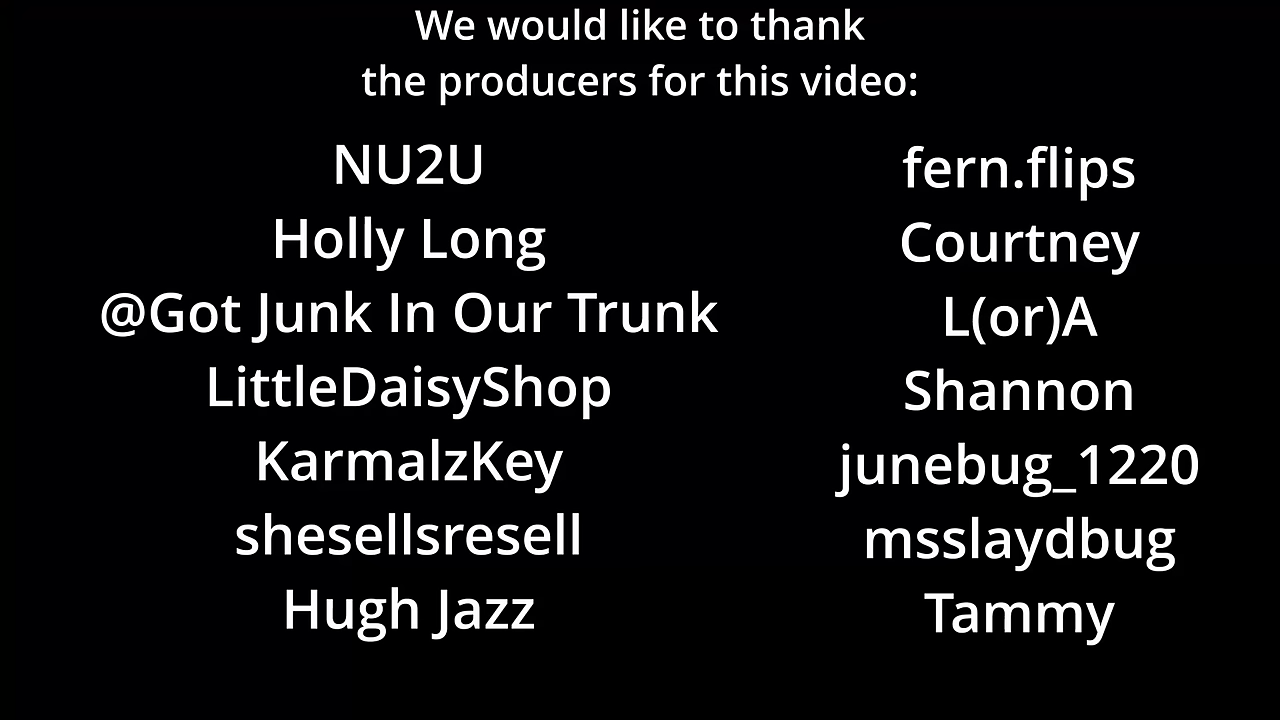 We would like to thank
the producers for this video:
NU2U
Holly Long
@Got Junk In Our Trunk
LittleDaisyShop
KarmalzKey
shesellsresell
Hugh Jazz
fern.flips
Courtney
L(or)A
Shannon
junebug_1220
msslaydbug
Tammy